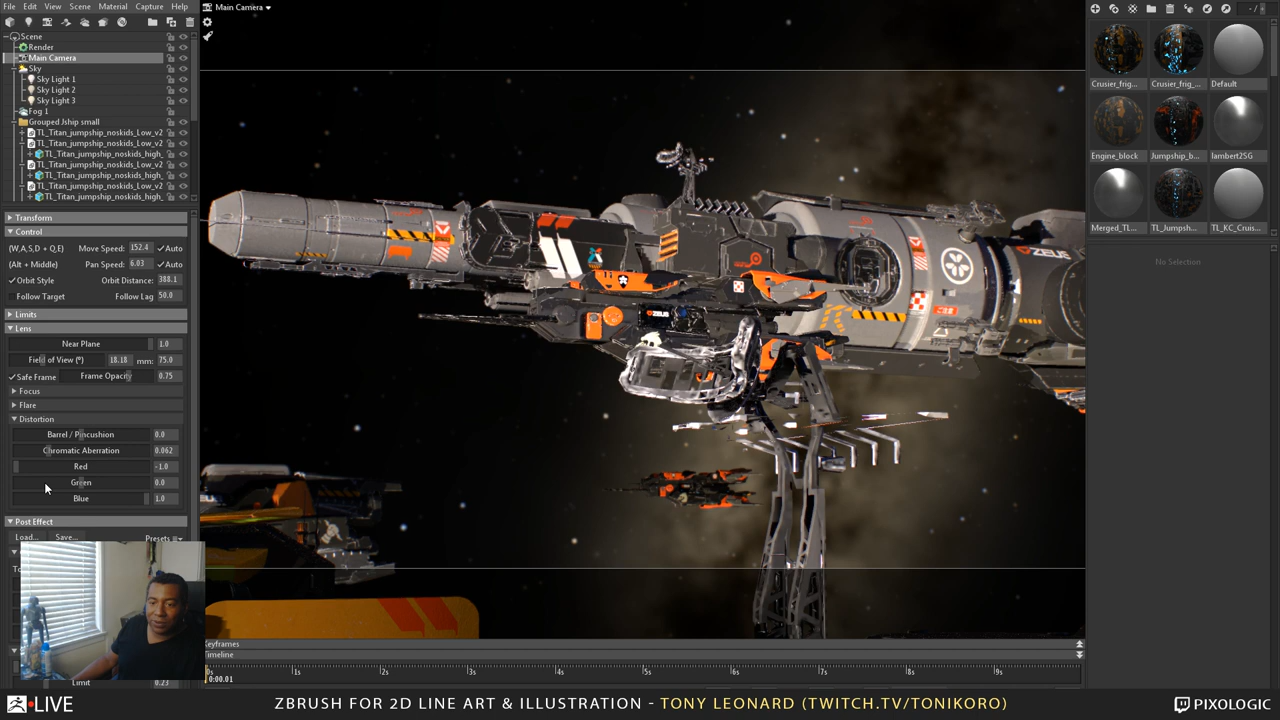 File Edit View Scene Material Capture Help
Main Camera
Scene
Render
Main Camera
Sky
Sky Light 1
Sky Light 2
Sky Light 3
Fog 1
Grouped Jship small
TL_Titan_jumpship_noskids_Low_v2
TL_Titan_jumpship_noskids_Low_v2
TL_Titan_jumpship_noskids_high_
TL_Titan_jumpship_noskids_Low_v2
TL_Titan_jumpship_noskids_high_
TL_Titan_jumpship_noskids_Low_v2
TL_Titan_jumpship_noskids_high_
Transform
Control
(W,A,S,D + Q,E) Move Speed: 152.4 Auto
(Alt + Middle) Pan Speed: 6.03 Auto
Orbit Style Orbit Distance: 388.1
Follow Target Follow Lag 50.0
Limits
Lens
Near Plane 1.0
Field of View (°) 18.18 mm: 75.0
Safe Frame Frame Opacity 0.75
Focus
Flare
Distortion
Barrel / Pincushion 0.0
Chromatic Aberration 0.062
Red -1.0
Green 0.0
Blue 1.0
Post Effect
Load... Save... Presets
Limit 0.23
ZEUS
ZEUS
Keyframes
Timeline
1s 2s 3s 4s 5s 6s 7s 8s 9s
0:00.01
Crusier_frig... Crusier_frig_... Default
Engine_block Jumpship_b... lambert2SG
Merged_TL... TL_Jumpsh... TL_KC_Cruis...
No Selection
LIVE
ZBRUSH FOR 2D LINE ART & ILLUSTRATION - TONY LEONARD (TWITCH.TV/TONIKORO)
PIXOLOGIC